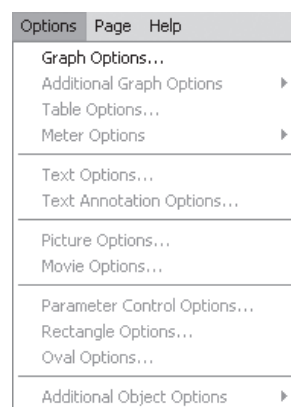 Options Page Help
Graph Options...
Additional Graph Options
Table Options...
Meter Options
Text Options...
Text Annotation Options...
Picture Options...
Movie Options...
Parameter Control Options...
Rectangle Options...
Oval Options...
Additional Object Options